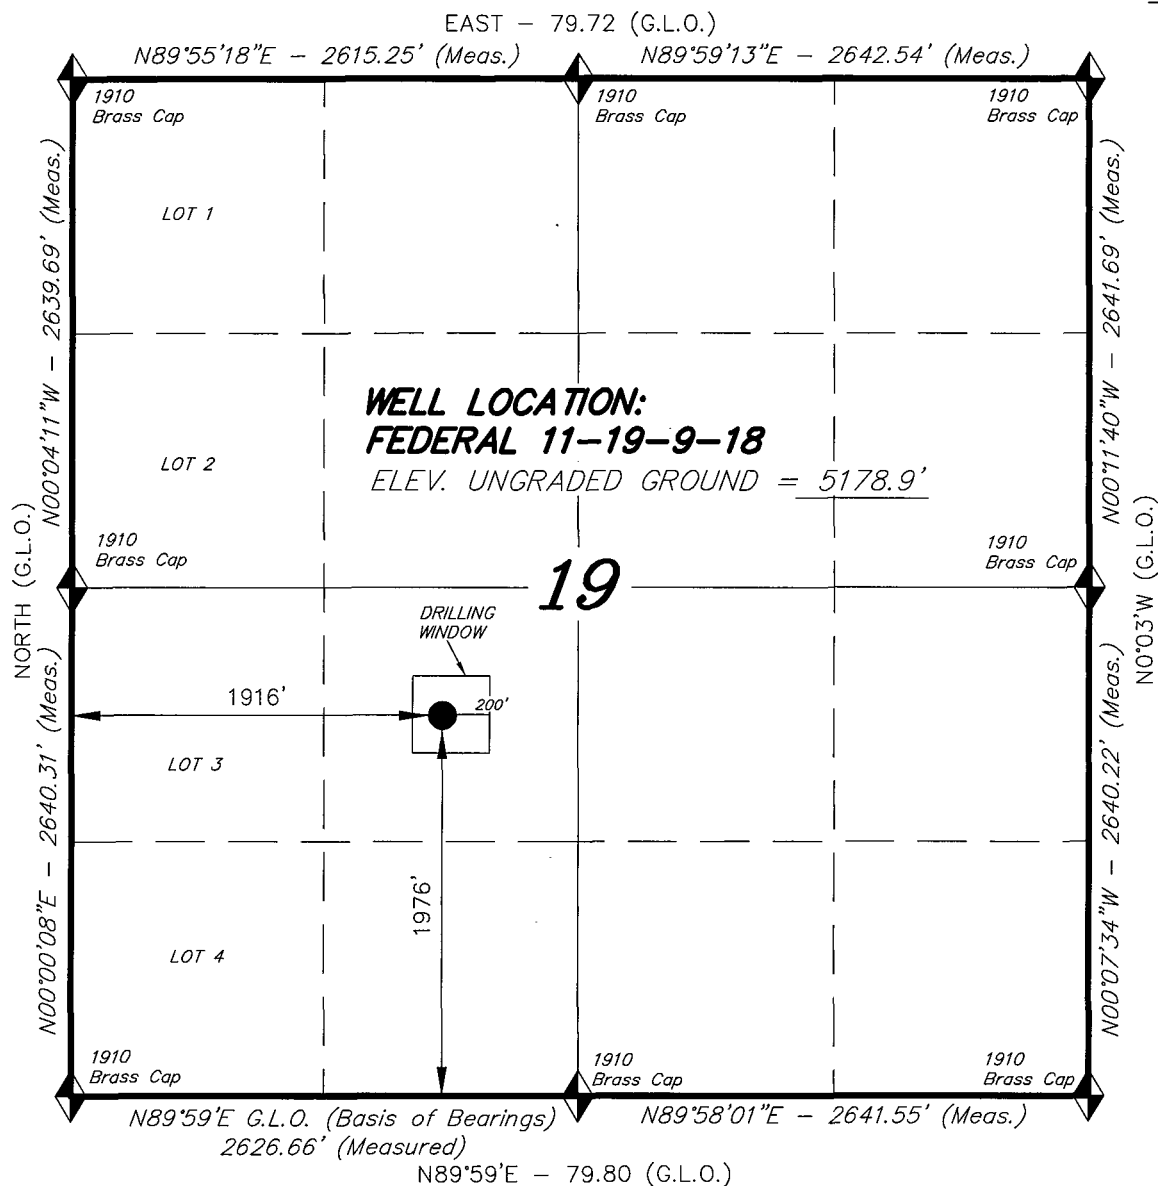 EAST – 79.72 (G.L.O.)
N89°55'18"E – 2615.25' (Meas.)
N89°59'13"E – 2642.54' (Meas.)
1910
Brass Cap
1910
Brass Cap
1910
Brass Cap
N00°04'11"W – 2639.69' (Meas.)
LOT 1
N00°11'40"W – 2641.69' (Meas.)
WELL LOCATION:
FEDERAL 11–19–9–18
ELEV. UNGRADED GROUND = 5178.9'
LOT 2
1910
Brass Cap
1910
Brass Cap
NORTH (G.L.O.)
19
N0°03'W (G.L.O.)
DRILLING
WINDOW
1916'
200'
N00°00'08"E – 2640.31' (Meas.)
LOT 3
N00°07'34"W – 2640.22' (Meas.)
1976'
LOT 4
1910
Brass Cap
1910
Brass Cap
1910
Brass Cap
N89°59'E G.L.O. (Basis of Bearings)
2626.66' (Measured)
N89°58'01"E – 2641.55' (Meas.)
N89°59'E – 79.80 (G.L.O.)